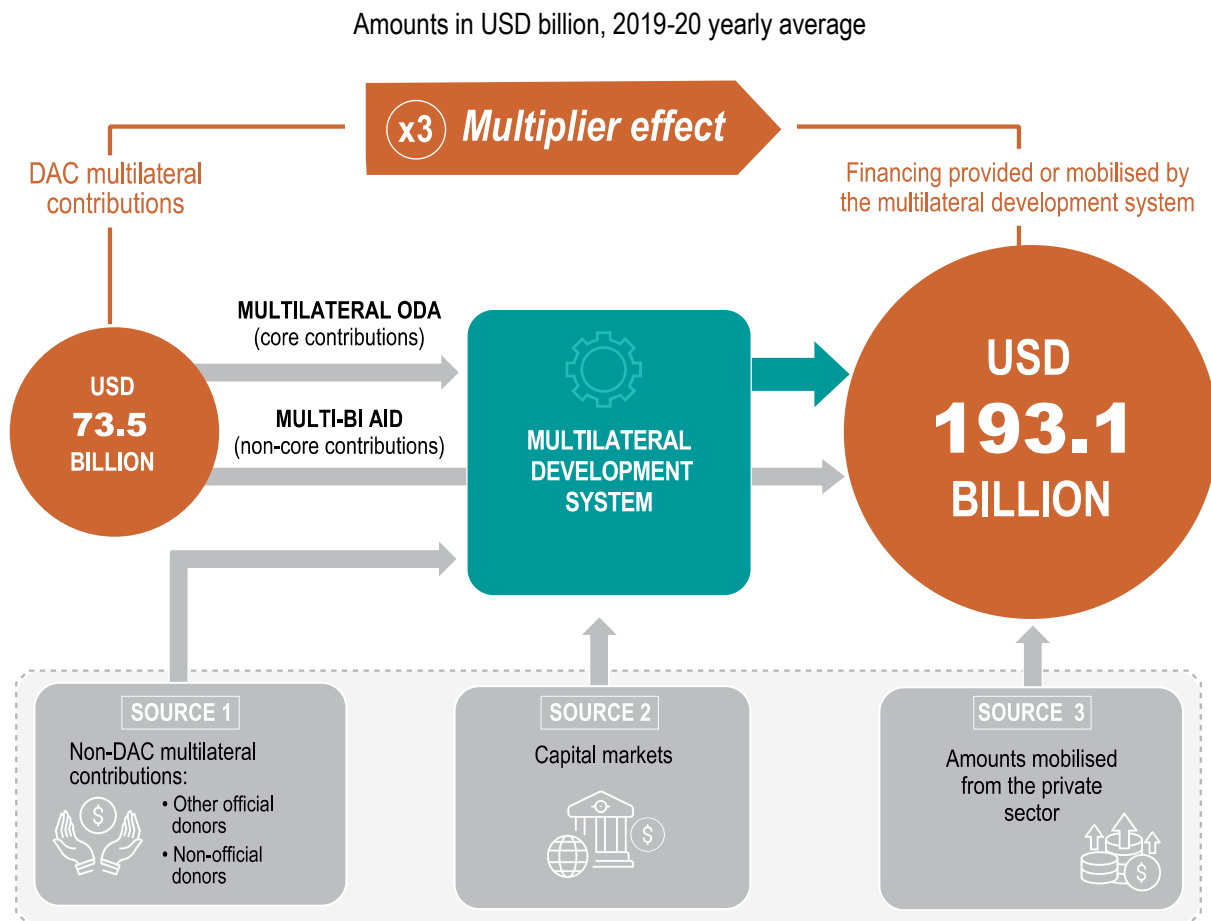 Amounts in USD billion, 2019-20 yearly average
x3 Multiplier effect
DAC multilateral
contributions
Financing provided or mobilised by
the multilateral development system
MULTILATERAL ODA
(core contributions)
USD
73.5
BILLION
MULTI-BI AID
(non-core contributions)
MULTILATERAL
DEVELOPMENT
SYSTEM
USD
193.1
BILLION
SOURCE 1
Non-DAC multilateral
contributions:
$
• Other official
donors
• Non-official
donors
SOURCE 2
Capital markets
$
SOURCE 3
Amounts mobilised
from the private
sector
$